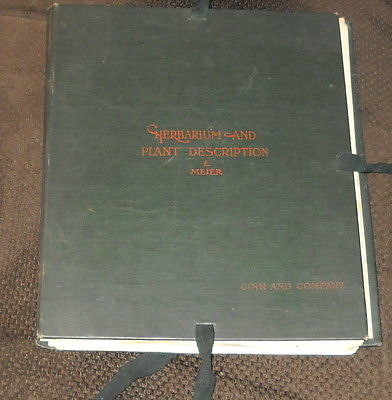 HERBARIUM AND
PLANT DESCRIPTION
MEIER
GINN AND COMPANY